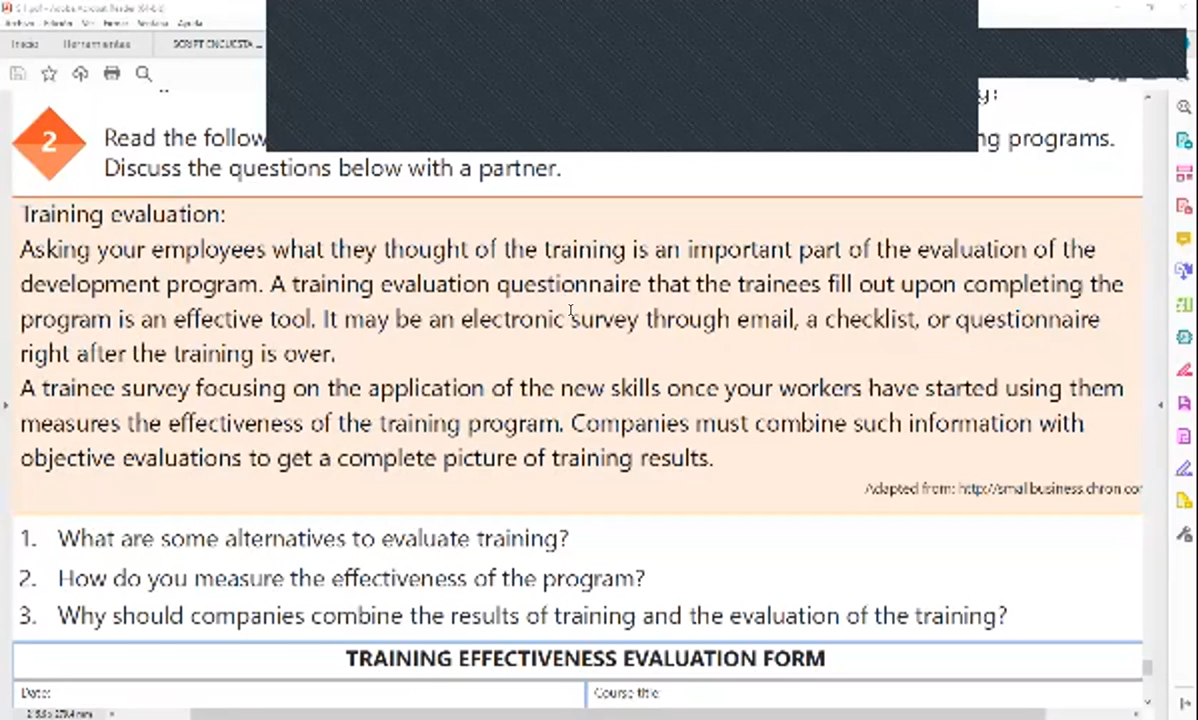 Inicio Herramientas SCRIPT ENCUESTA ...
y:
2
Read the follow ng programs.
Discuss the questions below with a partner.
Training evaluation:
Asking your employees what they thought of the training is an important part of the evaluation of the
development program. A training evaluation questionnaire that the trainees fill out upon completing the
program is an effective tool. It may be an electronic survey through email, a checklist, or questionnaire
right after the training is over.
A trainee survey focusing on the application of the new skills once your workers have started using them
measures the effectiveness of the training program. Companies must combine such information with
objective evaluations to get a complete picture of training results.
Adapted from: http://smallbusiness.chron.cor
1. What are some alternatives to evaluate training?
2. How do you measure the effectiveness of the program?
3. Why should companies combine the results of training and the evaluation of the training?
TRAINING EFFECTIVENESS EVALUATION FORM
Date: Course title: